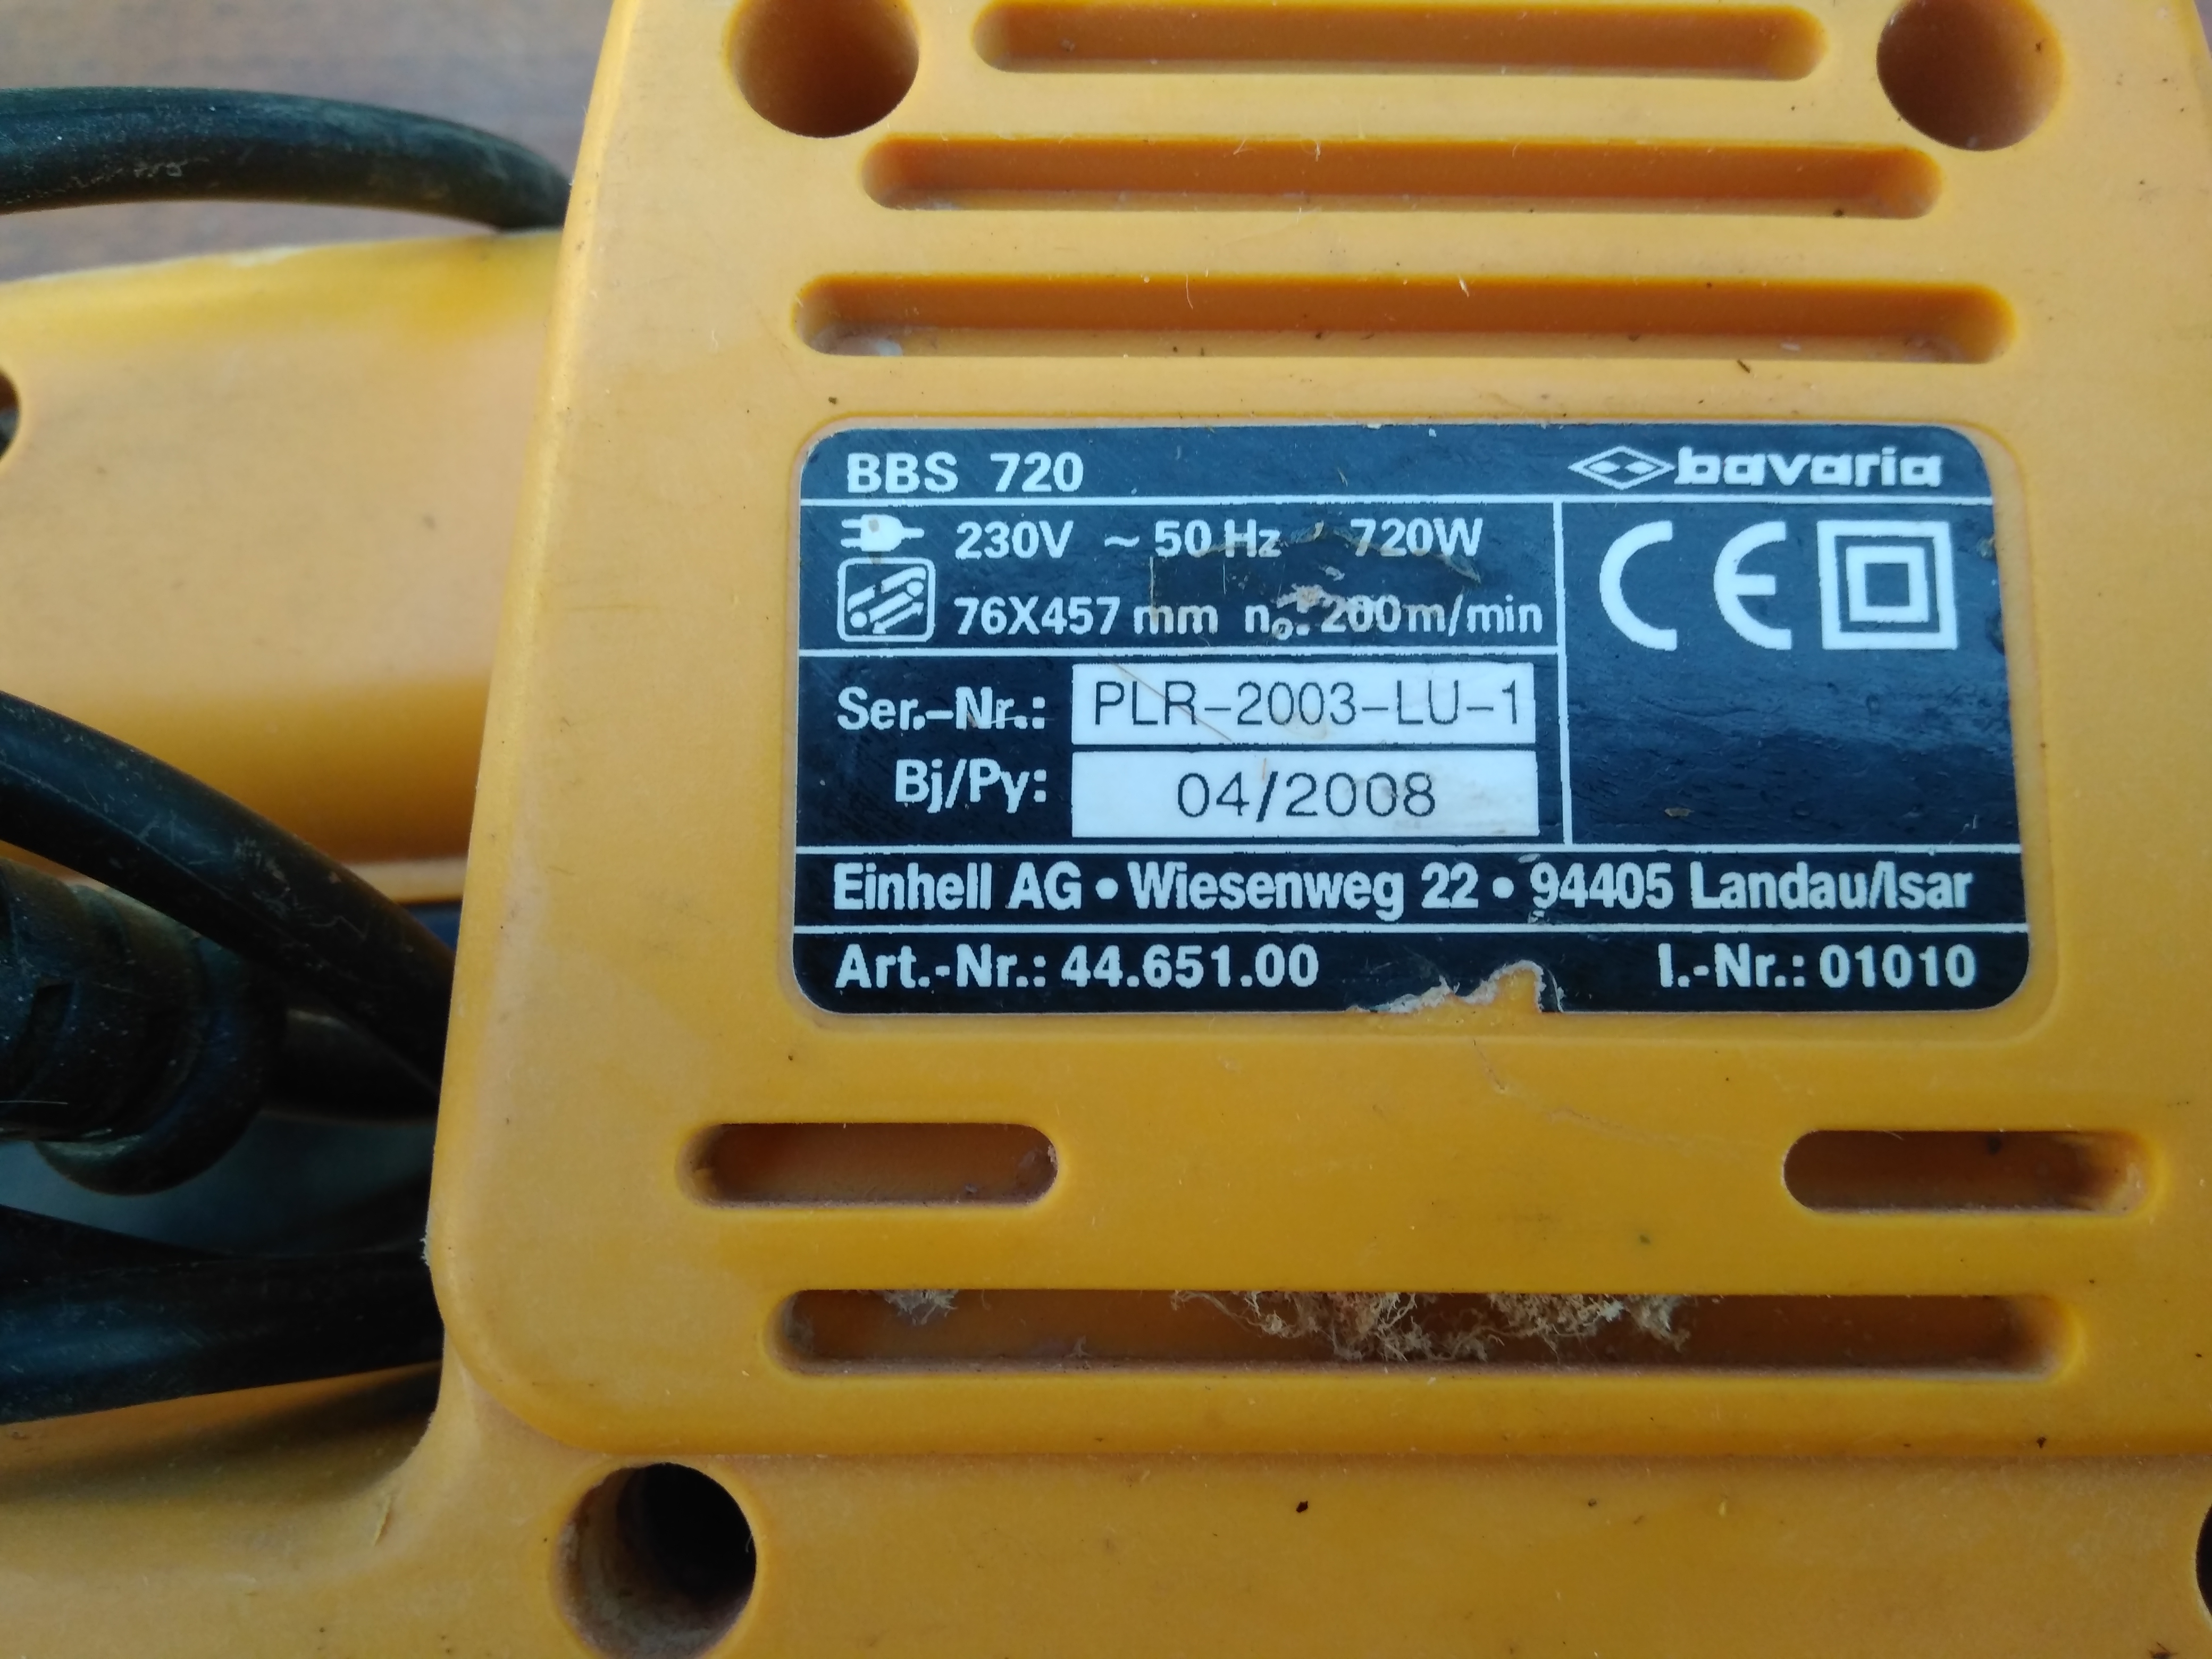 BBS 720 bavaria
230V ~ 50 Hz 720W
76X457 mm n₀: 200m/min
CE
Ser.-Nr.: PLR-2003-LU-1
Bj/Py: 04/2008
Einhell AG • Wiesenweg 22 • 94405 Landau/Isar
Art.-Nr.: 44.651.00 I.-Nr.: 01010